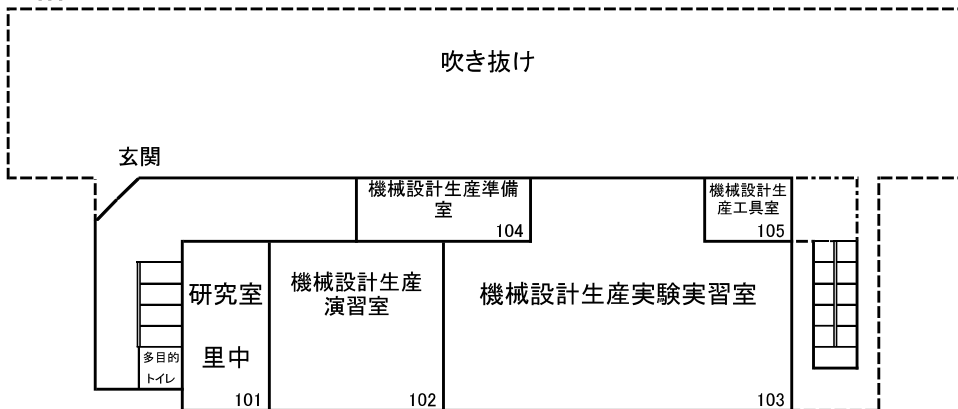 吹き抜け
玄関
機械設計生産準備
室
104
機械設計生
産工具室
105
研究室
里中
101
機械設計生産
演習室
102
機械設計生産実験実習室
103
多目的
トイレ